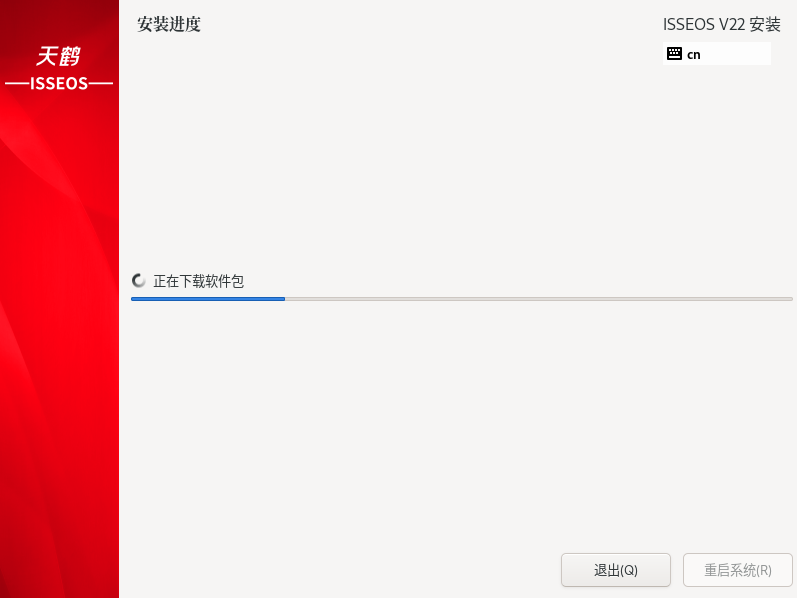 天鹤
ISSEOS
安装进度
ISSEOS V22 安装
cn
正在下载软件包
退出(Q)
重启系统(R)